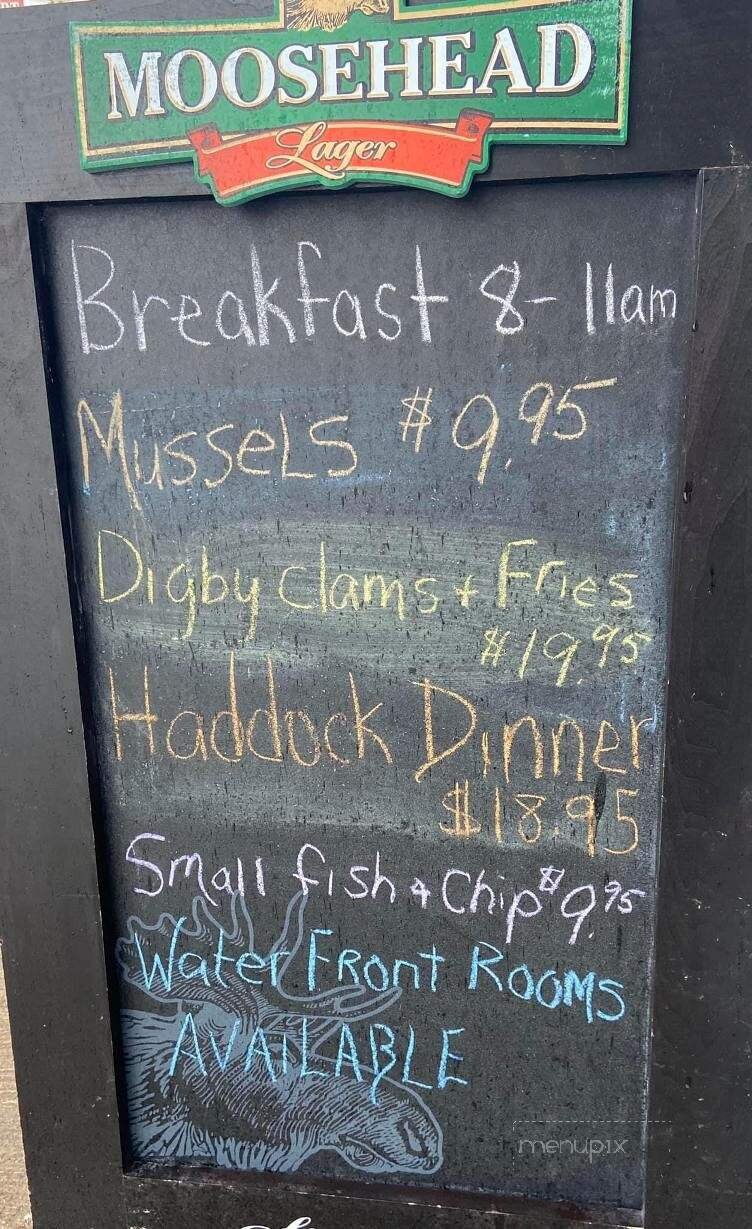 MOOSEHEAD
Lager
Breakfast 8-11am
Mussels $9.95
Digby clams + Fries
$19.95
Haddock Dinner
$18.95
Small fish + Chip $9.95
Water Front Rooms
AVAILABLE
menupix